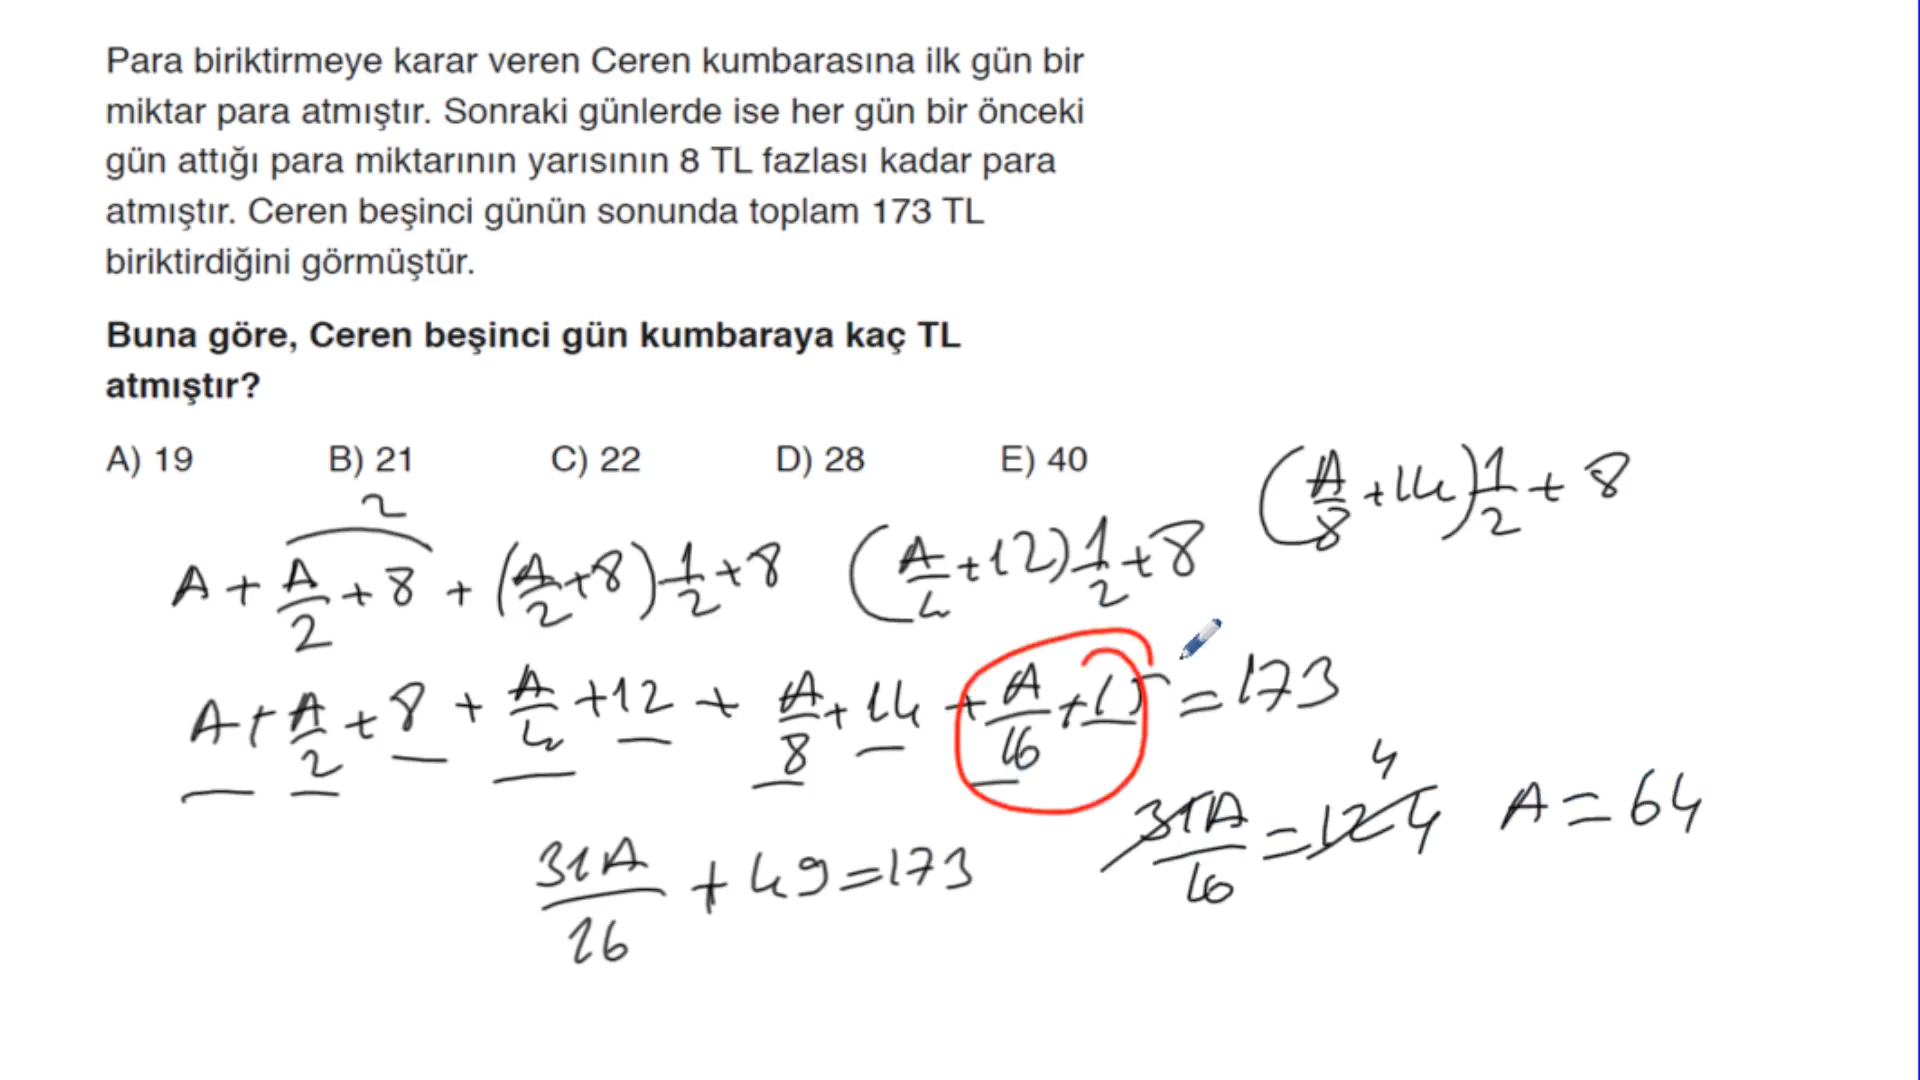 Para biriktirmeye karar veren Ceren kumbarasına ilk gün bir
miktar para atmıştır. Sonraki günlerde ise her gün bir önceki
gün attığı para miktarının yarısının 8 TL fazlası kadar para
atmıştır. Ceren beşinci günün sonunda toplam 173 TL
biriktirdiğini görmüştür.
Buna göre, Ceren beşinci gün kumbaraya kaç TL
atmıştır?
A) 19 B) 21 C) 22 D) 28 E) 40
2
A + A/2 + 8 + (A/2 + 8) 1/2 + 8 (A/4 + 12) 1/2 + 8 (A/8 + 14) 1/2 + 8
A + A/2 + 8 + A/4 + 12 + A/8 + 14 + A/16 + 15 = 173
31A/16 + 49 = 173
31A/16 = 124 4 A = 64